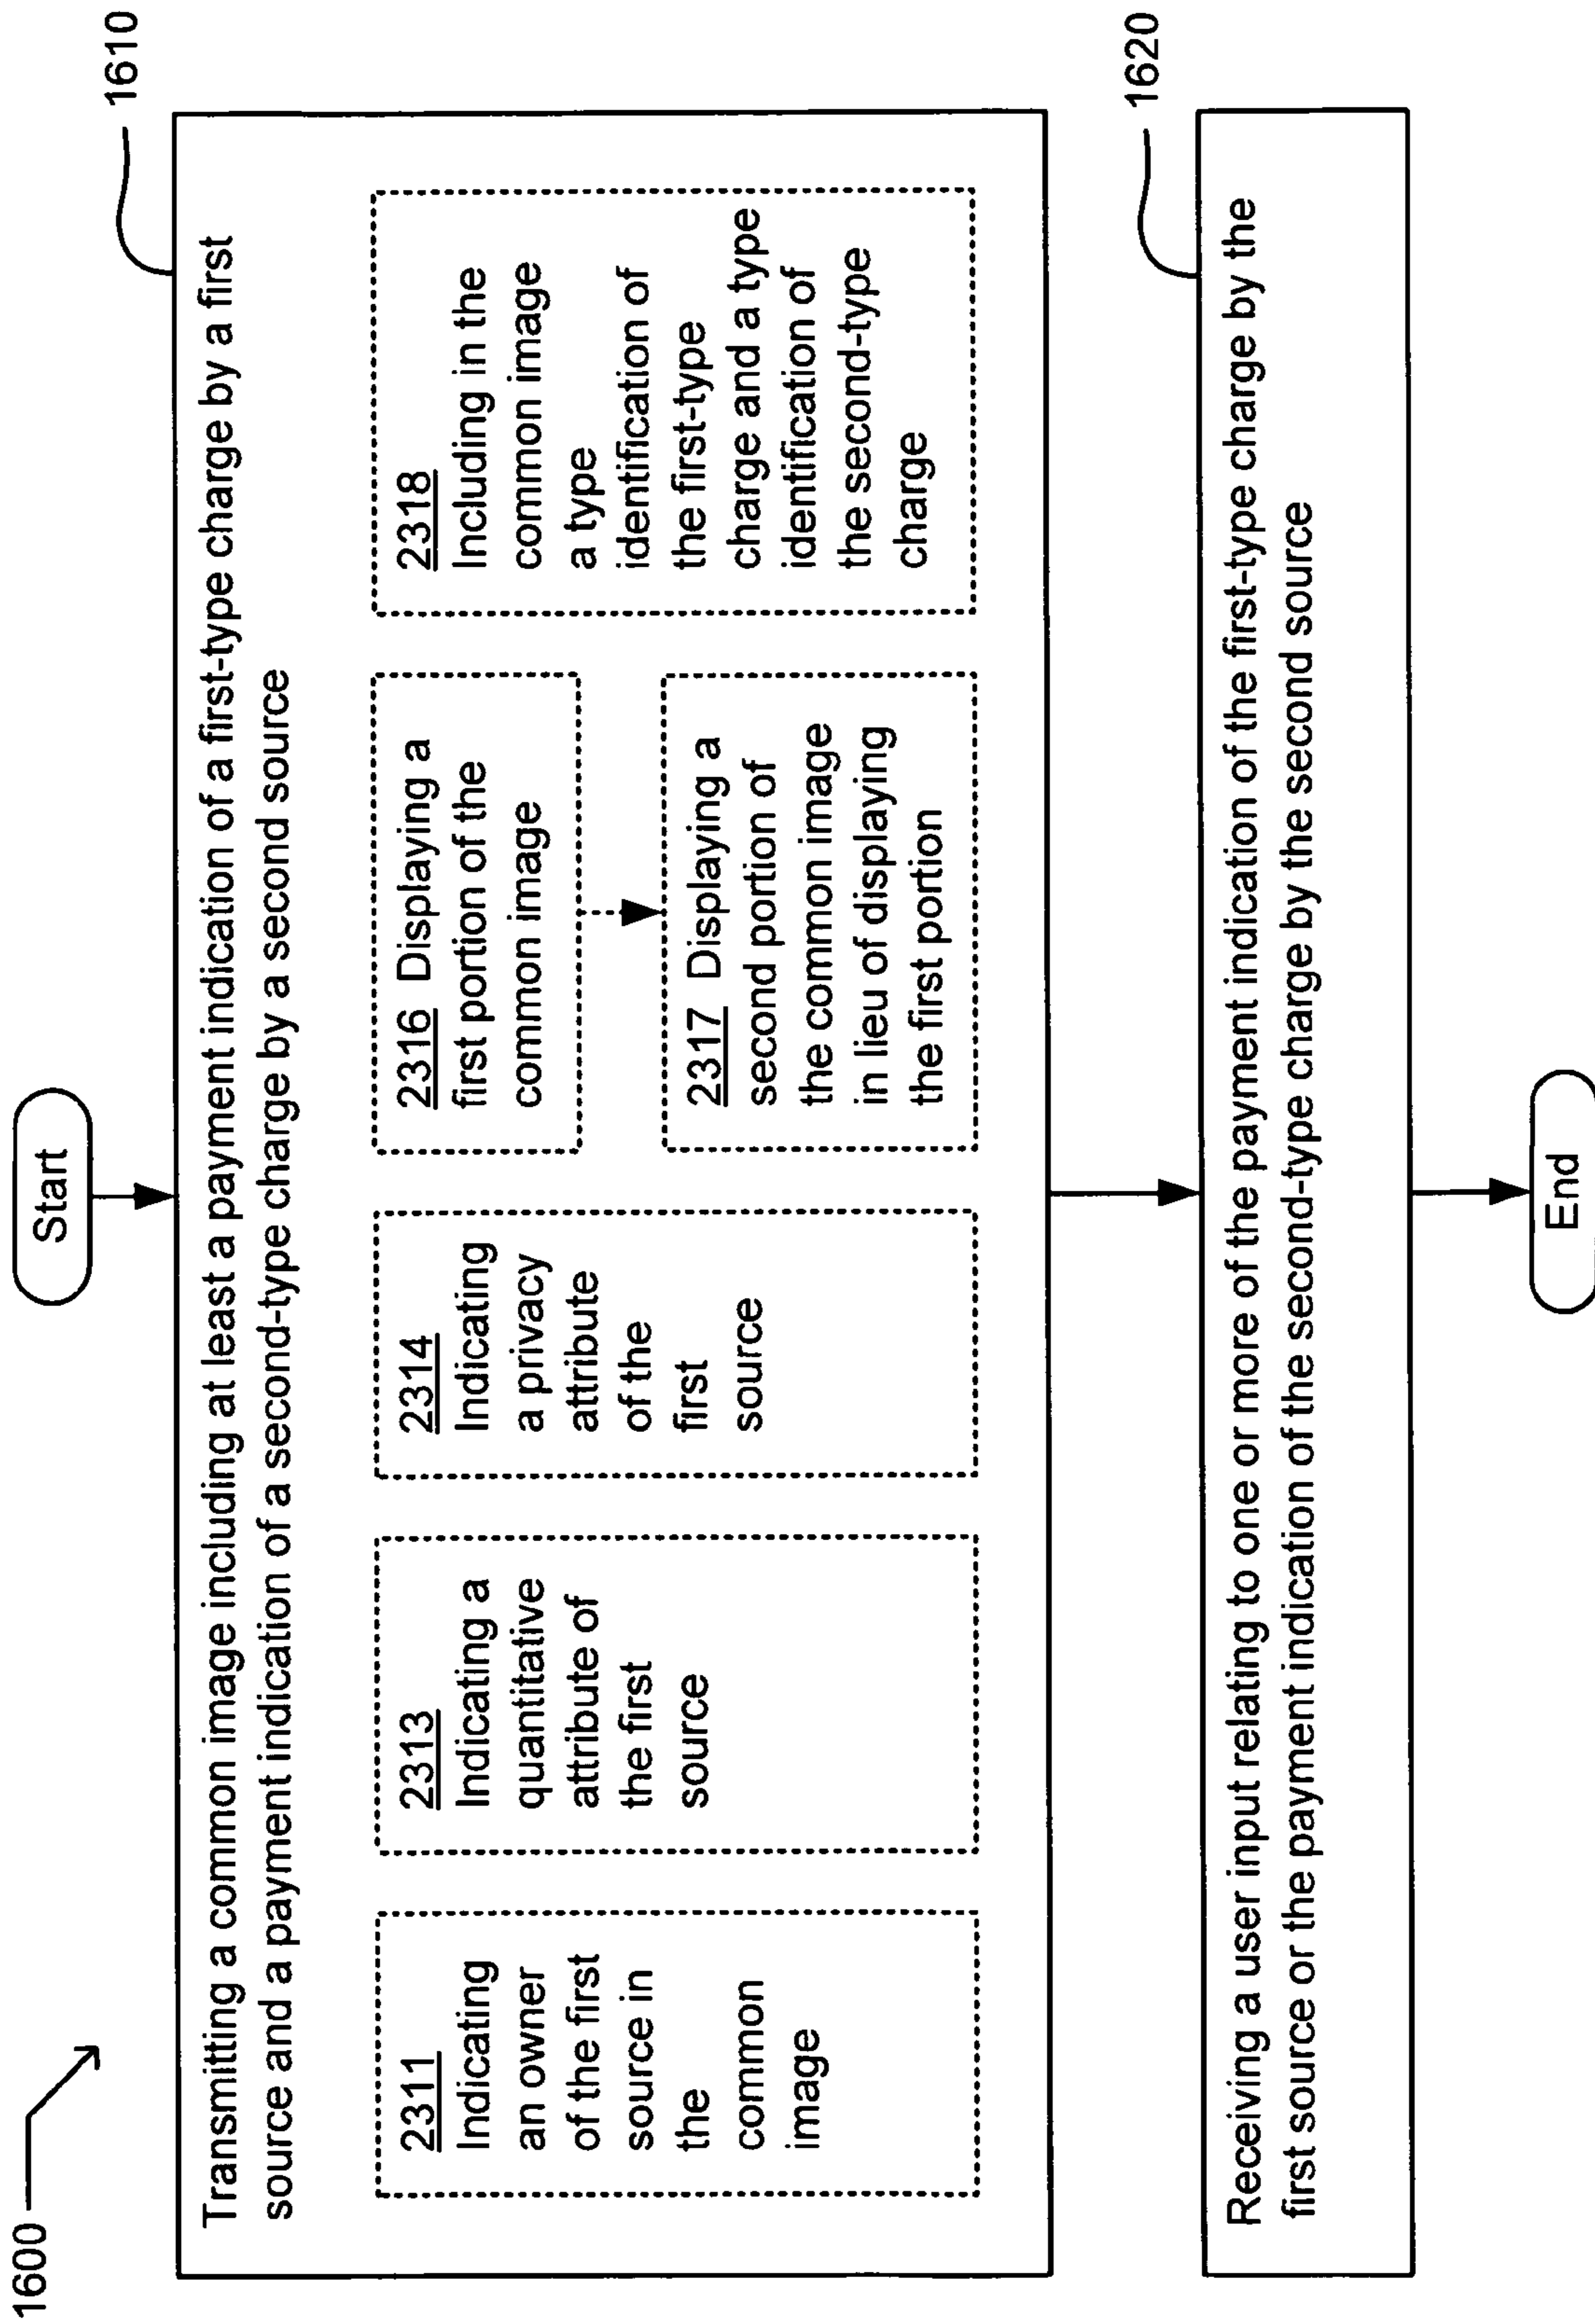 1600
Start
1610
Transmitting a common image including at least a payment indication of a first-type charge by a first
source and a payment indication of a second-type charge by a second source
2311
Indicating
an owner
of the first
source in
the
common
image
2313
Indicating a
quantitative
attribute of
the first
source
2314
Indicating
a privacy
attribute
of the
first
source
2316 Displaying a
first portion of the
common image
2317 Displaying a
second portion of
the common image
in lieu of displaying
the first portion
2318
Including in the
common image
a type
identification of
the first-type
charge and a type
identification of
the second-type
charge
1620
Receiving a user input relating to one or more of the payment indication of the first-type charge by the
first source or the payment indication of the second-type charge by the second source
End